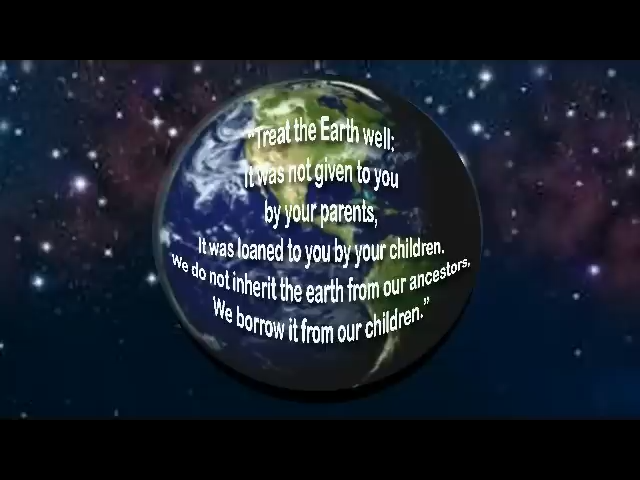 "Treat the Earth well;
It was not given to you
by your parents,
It was loaned to you by your children.
We do not inherit the earth from our ancestors,
We borrow it from our children."